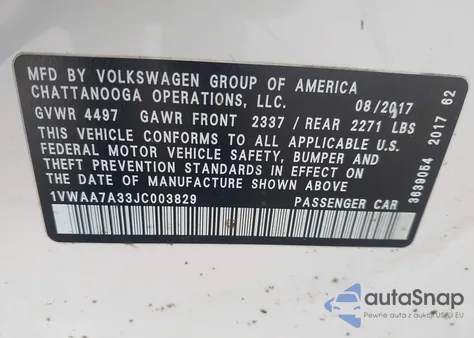 MFD BY VOLKSWAGEN GROUP OF AMERICA
CHATTANOOGA OPERATIONS, LLC. 08/2017
GVWR 4497 GAWR FRONT 2337 / REAR 2271 LBS
THIS VEHICLE CONFORMS TO ALL APPLICABLE U.S.
FEDERAL MOTOR VEHICLE SAFETY, BUMPER AND
THEFT PREVENTION STANDARDS IN EFFECT ON
THE DATE OF MANUFACTURE SHOWN ABOVE
1VWAA7A33JC003829 PASSENGER CAR
3639054 2017 62
autoSnap
Pewne auta z aukcji USA i EU